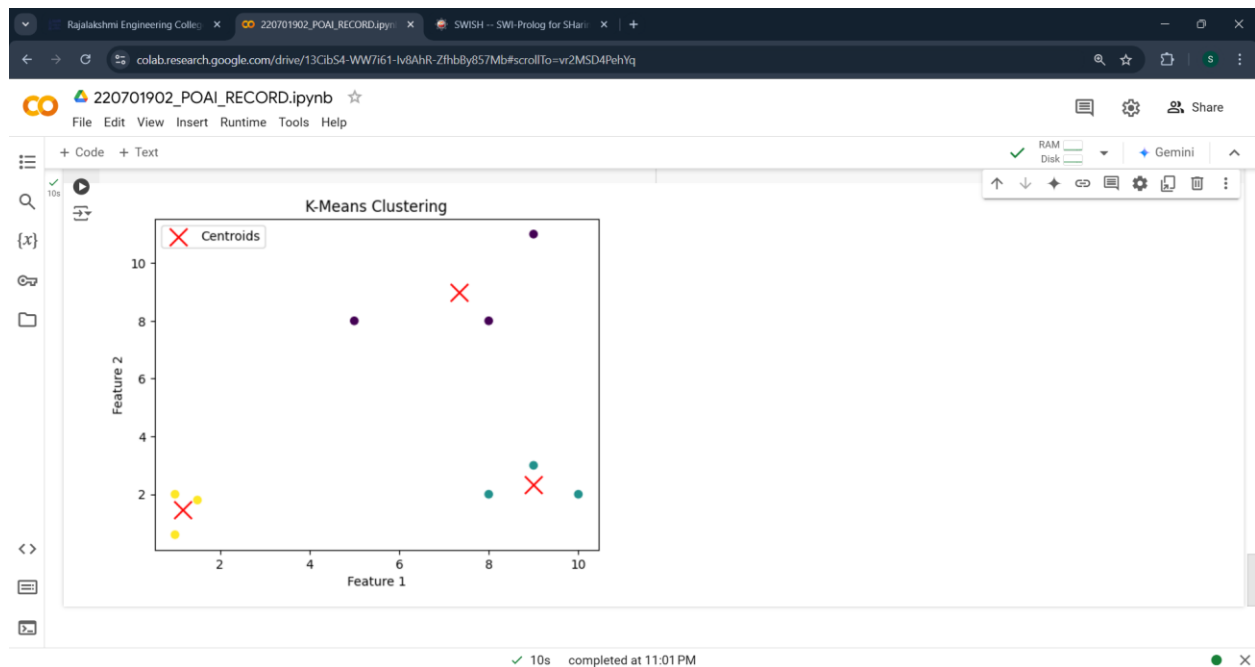 Rajalakshmi Engineering Colleg
220701902_POAI_RECORD.ipyn
SWISH -- SWI-Prolog for SHarin
colab.research.google.com/drive/13CibS4-WW7i61-Iv8AhR-ZfhbBy857Mb#scrollTo=vr2MSD4PehYq
S
220701902_POAI_RECORD.ipynb
Share
File Edit View Insert Runtime Tools Help
+ Code + Text
RAM
Disk
Gemini
10s
{x}
K-Means Clustering
Centroids
10
8
6
4
2
Feature 2
2 4 6 8 10
Feature 1
10s completed at 11:01 PM